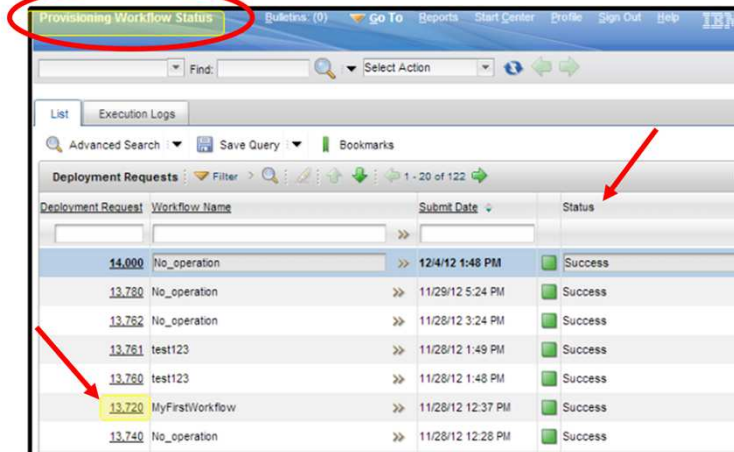 Provisioning Workflow Status Bulletins: (0) Go To Reports Start Center Profile Sign Out Help IBM
Find: Select Action
List Execution Logs
Advanced Search Save Query Bookmarks
Deployment Requests Filter > 1 - 20 of 122
Deployment Request Workflow Name Submit Date Status
14,000 No_operation 12/4/12 1:48 PM Success
13,780 No_operation 11/29/12 5:24 PM Success
13,762 No_operation 11/28/12 3:24 PM Success
13,761 test123 11/28/12 1:49 PM Success
13,760 test123 11/28/12 1:48 PM Success
13,720 MyFirstWorkflow 11/28/12 12:37 PM Success
13,740 No_operation 11/28/12 12:28 PM Success